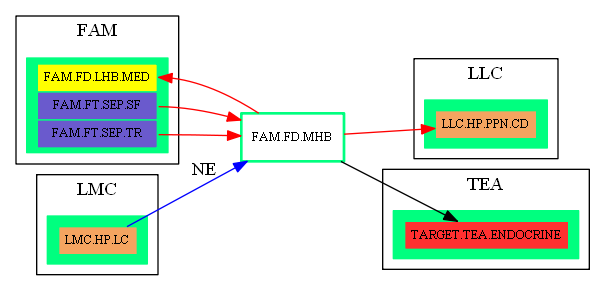 FAM
FAM.FD.LHB.MED
FAM.FT.SEP.SF
FAM.FT.SEP.TR
LMC
LMC.HP.LC
NE
FAM.FD.MHB
LLC
LLC.HP.PPN.CD
TEA
TARGET.TEA.ENDOCRINE